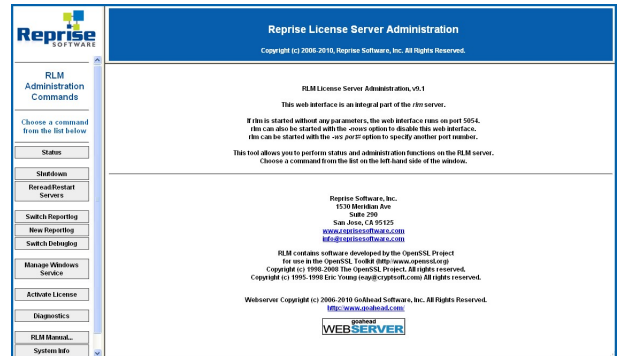 Reprise
SOFTWARE
RLM
Administration
Commands
Choose a command
from the list below
Status
Shutdown
Reread/Restart
Servers
Switch Reportlog
New Reportlog
Switch Debuglog
Manage Windows
Service
Activate License
Diagnostics
RLM Manual...
System Info
Reprise License Server Administration
Copyright (c) 2006-2010, Reprise Software, Inc. All Rights Reserved.
RLM License Server Administration, v9.1
This web interface is an integral part of the rlm server.
If rlm is started without any parameters, the web interface runs on port 5054.
rlm can also be started with the -nows option to disable this web interface.
rlm can be started with the -ws port# option to specify another port number.
This tool allows you to perform status and administration functions on the RLM server.
Choose a command from the list on the left-hand side of the window.
Reprise Software, Inc.
1530 Meridian Ave
Suite 290
San Jose, CA 95125
www.reprisesoftware.com
info@reprisesoftware.com
RLM contains software developed by the OpenSSL Project
for use in the OpenSSL Toolkit (http://www.openssl.org)
Copyright (c) 1998-2008 The OpenSSL Project. All rights reserved.
Copyright (c) 1995-1998 Eric Young (eay@cryptsoft.com) All rights reserved.
Webserver Copyright (c) 2006-2010 GoAhead Software, Inc. All Rights Reserved.
http://www.goahead.com/
goahead
WEBSERVER